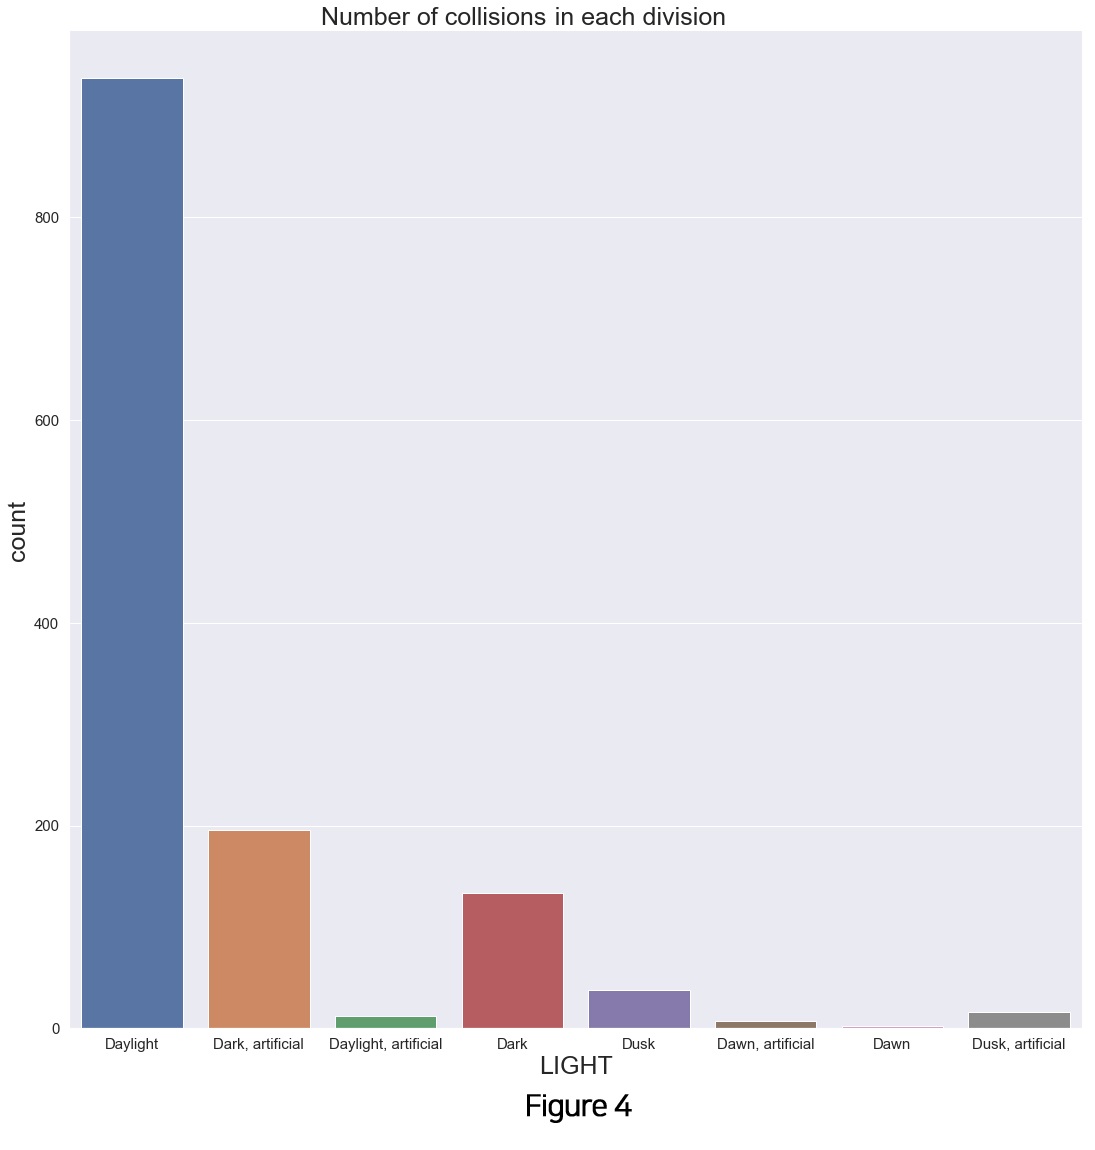 Number of collisions in each division
800
600
400
200
0
count
Daylight Dark, artificial Daylight, artificial Dark Dusk Dawn, artificial Dawn Dusk, artificial
LIGHT
Figure 4